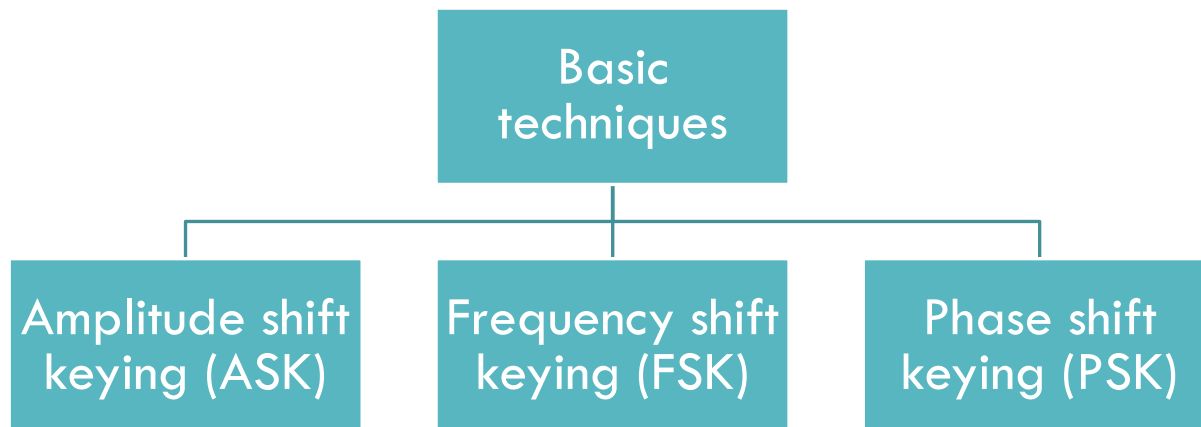 Basic
techniques
Amplitude shift
keying (ASK)
Frequency shift
keying (FSK)
Phase shift
keying (PSK)